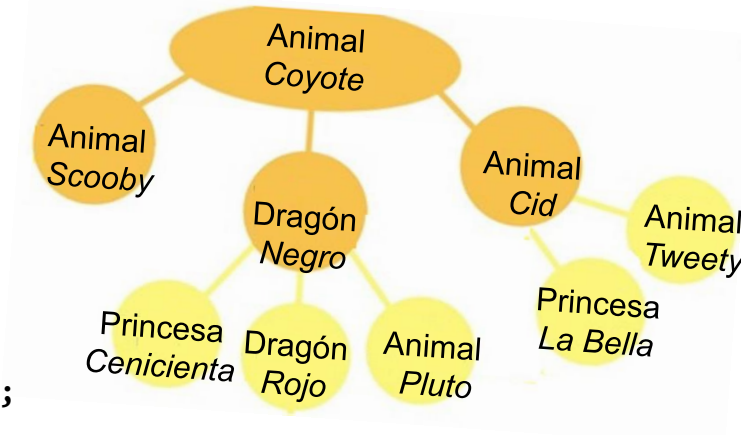 Animal
Coyote
Animal
Scooby
Dragón
Negro
Animal
Cid
Animal
Tweety
Princesa
Cenicienta
Dragón
Rojo
Animal
Pluto
Princesa
La Bella
;